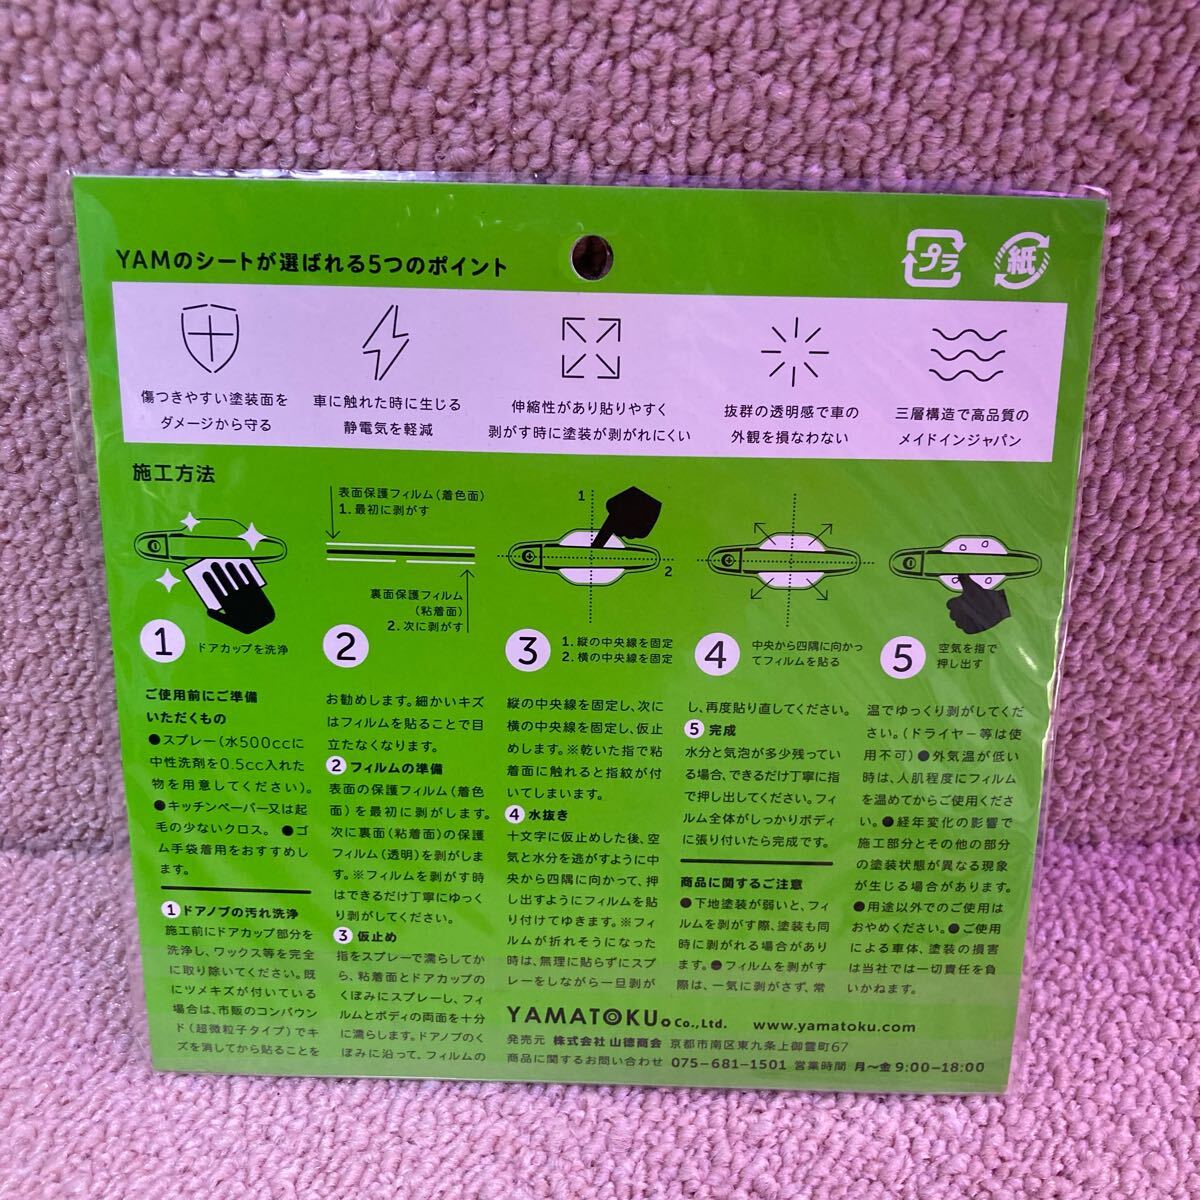 YAMのシートが選ばれる5つのポイント
プラ
紙
傷つきやすい塗装面を
ダメージから守る
車に触れた時に生じる
静電気を軽減
伸縮性があり貼りやすく
剥がす時に塗装が剥がれにくい
抜群の透明感で車の
外観を損なわない
三層構造で高品質の
メイドインジャパン
施工方法
1
ドアカップを洗浄
表面保護フィルム(着色面)
1.最初に剥がす
裏面保護フィルム
(粘着面)
2.次に剥がす
2
1
2
3
1.縦の中央線を固定
2.横の中央線を固定
4
中央から四隅に向かっ
てフィルムを貼る
5
空気を指で
押し出す
ご使用前にご準備
いただくもの
●スプレー(水500ccに
中性洗剤を0.5cc入れた
物を用意してください)。
●キッチンペーパー又は起
毛の少ないクロス。 ●ゴ
ム手袋着用をおすすめし
ます。
1 ドアノブの汚れ洗浄
施工前にドアカップ部分を
洗浄し、ワックス等を完全
に取り除いてください。既
にツメキズが付いている
場合は、市販のコンパウン
ド(超微粒子タイプ)でキ
ズを消してから貼ることを
お勧めします。細かいキズ
はフィルムを貼ることで目
立たなくなります。
2 フィルムの準備
表面の保護フィルム(着色
面)を最初に剥がします。
次に裏面(粘着面)の保護
フィルム(透明)を剥がしま
す。※フィルムを剥がす時
はできるだけ丁寧にゆっく
り剥がしてください。
3 仮止め
指をスプレーで濡らしてか
ら、粘着面とドアカップの
くぼみにスプレーし、フィ
ルムとボディの両面を十分
に濡らします。ドアノブのく
ぼみに沿って、フィルムの
縦の中央線を固定し、次に
横の中央線を固定し、仮止
めします。※乾いた指で粘
着面に触れると指紋が付
いてしまいます。
4 水抜き
十文字に仮止めした後、空
気と水分を逃がすように中
央から四隅に向かって、押
し出すようにフィルムを貼
り付けてゆきます。※フィ
ルムが折れそうになった
時は、無理に貼らずにスプ
レーをしながら一旦剥が
し、再度貼り直してください。
5 完成
水分と気泡が多少残ってい
る場合、できるだけ丁寧に指
で押し出してください。フィ
ルム全体がしっかりボディ
に張り付いたら完成です。
商品に関するご注意
●下地塗装が弱いと、フィ
ルムを剥がす際、塗装も同
時に剥がれる場合があり
ます。●フィルムを剥がす
際は、一気に剥がさず、常
温でゆっくり剥がしてくだ
さい。(ドライヤー等は使
用不可)●外気温が低い
時は、人肌程度にフィルム
を温めてからご使用くださ
い。●経年変化の影響で
施工部分とその他の部分
の塗装状態が異なる現象
が生じる場合があります。
●用途以外でのご使用は
おやめください。●ご使用
による車体、塗装の損害
は当社では一切責任を負
いかねます。
YAMATOKU。Co.,Ltd. www.yamatoku.com
発売元 株式会社 山徳商会 京都市南区東九条上御霊町67
商品に関するお問い合わせ 075-681-1501 営業時間 月〜金 9:00-18:00